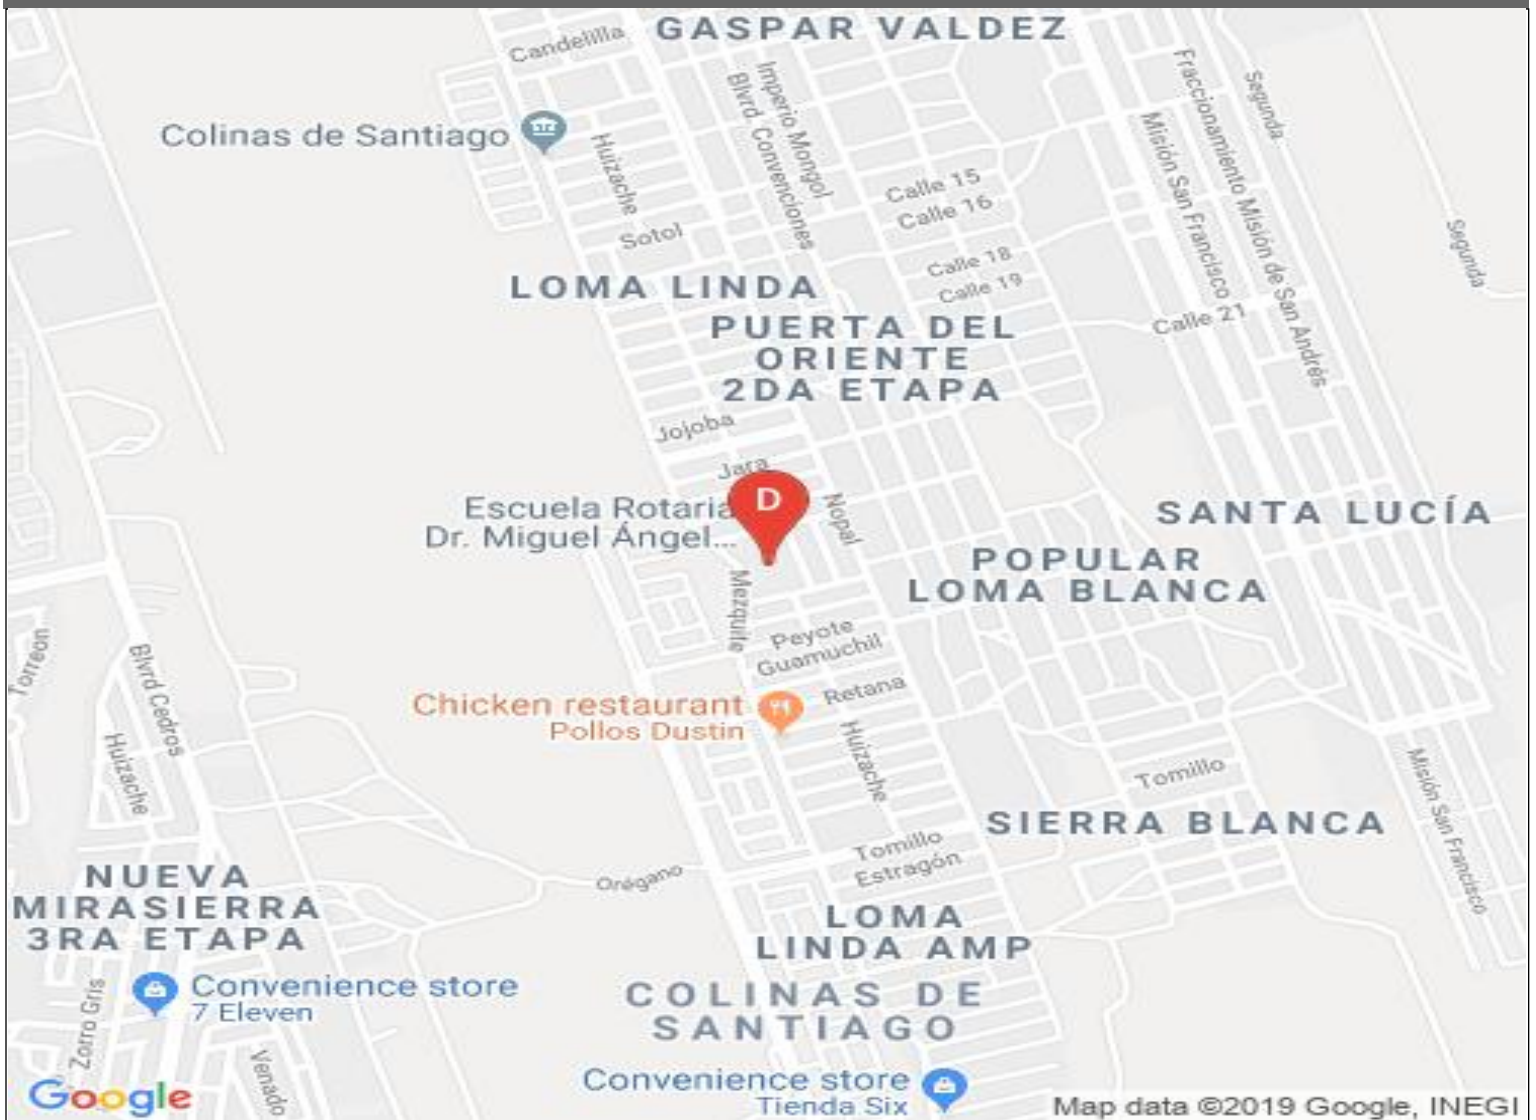 GASPAR VALDEZ
Candelilla
Imperio Mongol
Blvrd Convenciones
Fraccionamiento Misión de San Andrés
Segunda
Misión San Francisco
Colinas de Santiago
Huizache
Calle 15
Calle 16
Sotol
Segunda
Calle 18
Calle 19
LOMA LINDA
Calle 21
PUERTA DEL
ORIENTE
2DA ETAPA
Jojoba
Jara
D
Escuela Rotaria
Dr. Miguel Ángel...
Nopal
SANTA LUCÍA
POPULAR
LOMA BLANCA
Mezquite
Torreon
Peyote
Guamuchil
Blvrd Cedros
Retana
Chicken restaurant
Pollos Dustin
Huizache
Huizache
Tomillo
Misión San Francisco
SIERRA BLANCA
Tomillo
Estragón
Orégano
NUEVA
MIRASIERRA
3RA ETAPA
LOMA
LINDA AMP
Convenience store
7 Eleven
COLINAS DE
SANTIAGO
Zorro Gris
Venado
Convenience store
Tienda Six
Google
Map data ©2019 Google, INEGI